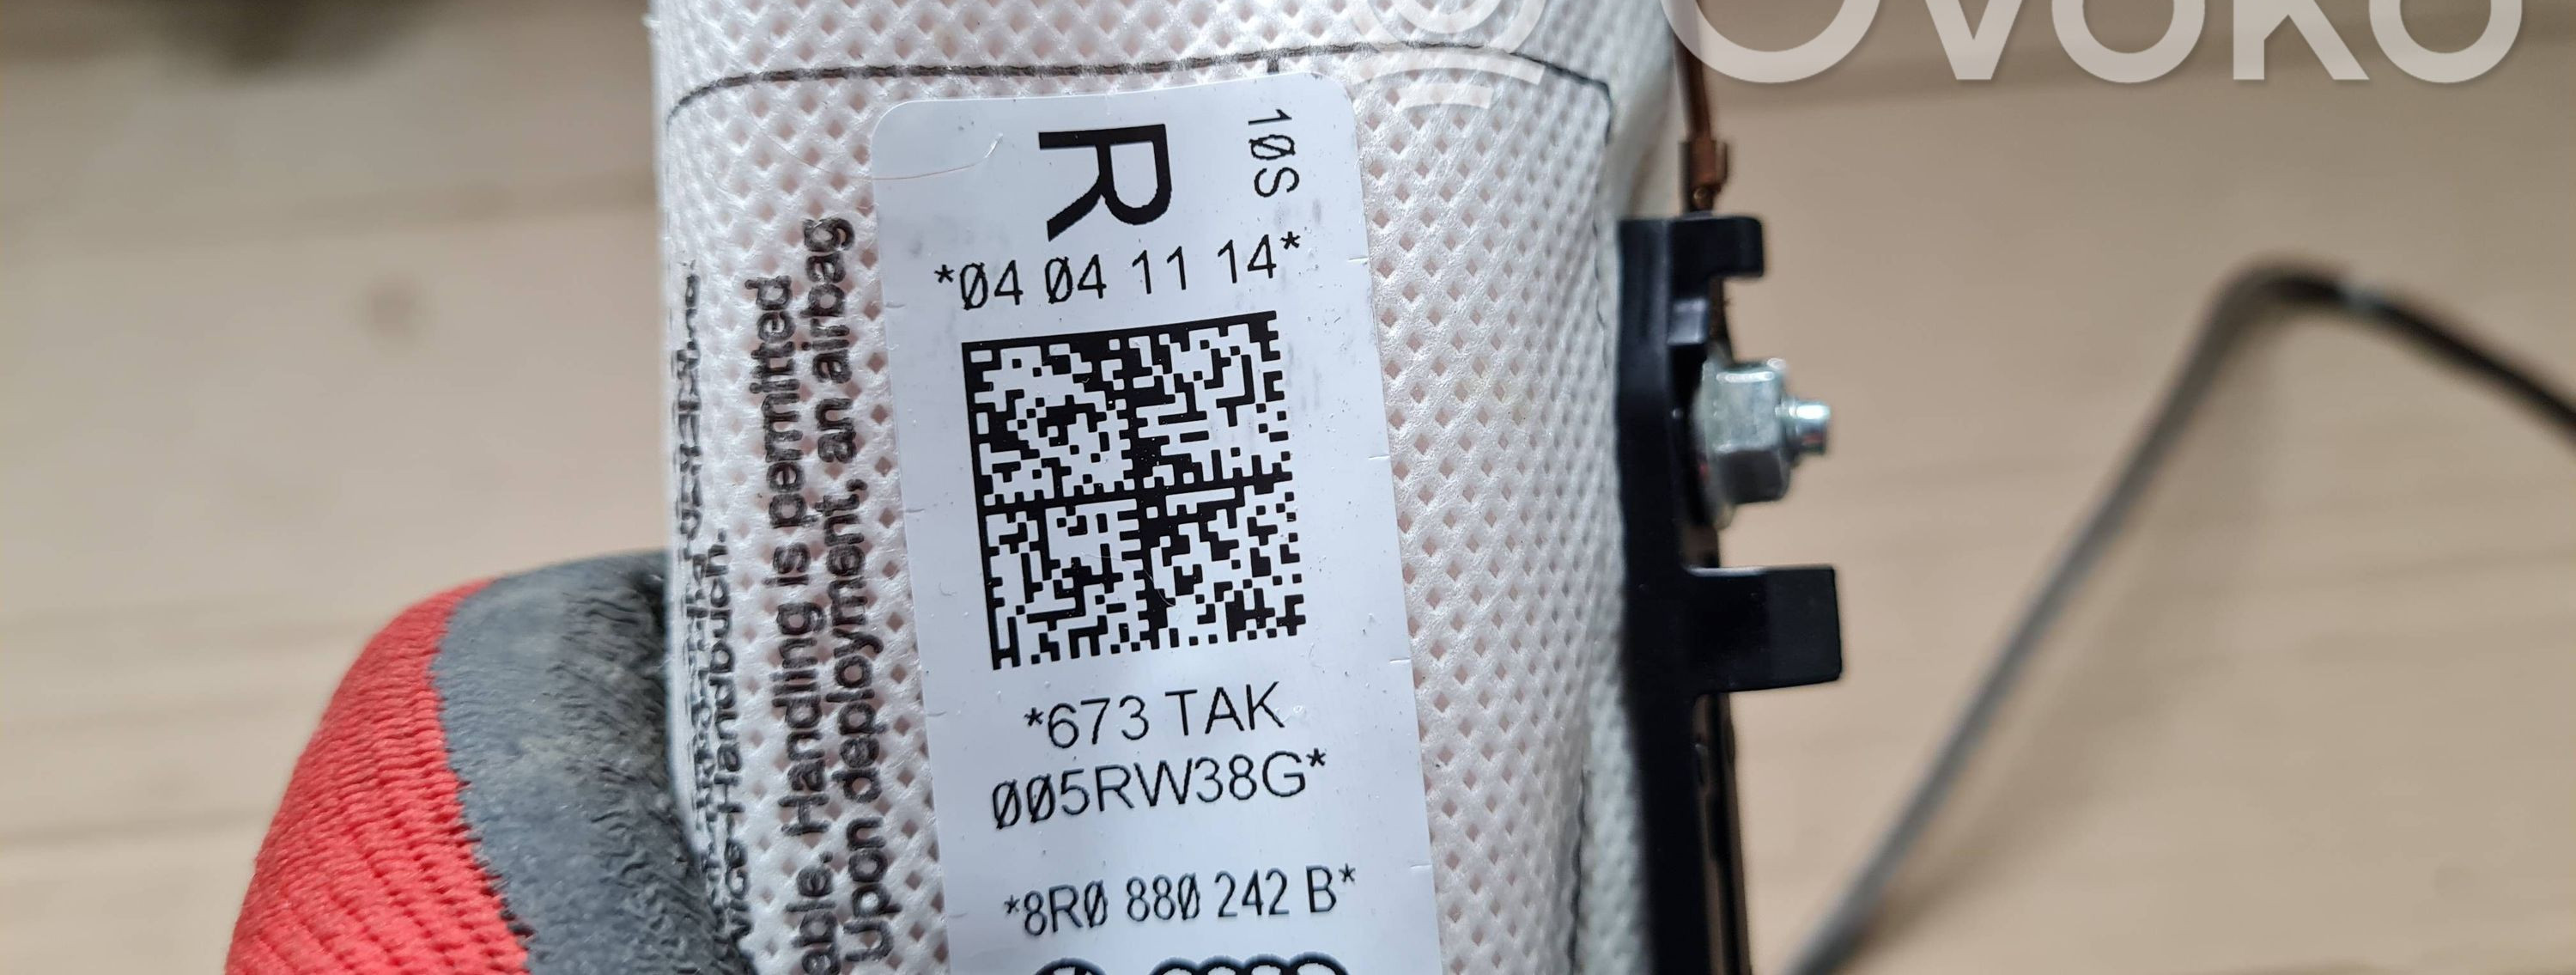 OVOKO
10S
R
*04 04 11 14*
*673 TAK
005RW38G*
*8R0 880 242 B*
able. Handling is permitted
Upon deployment, an airbag
Handbuch.